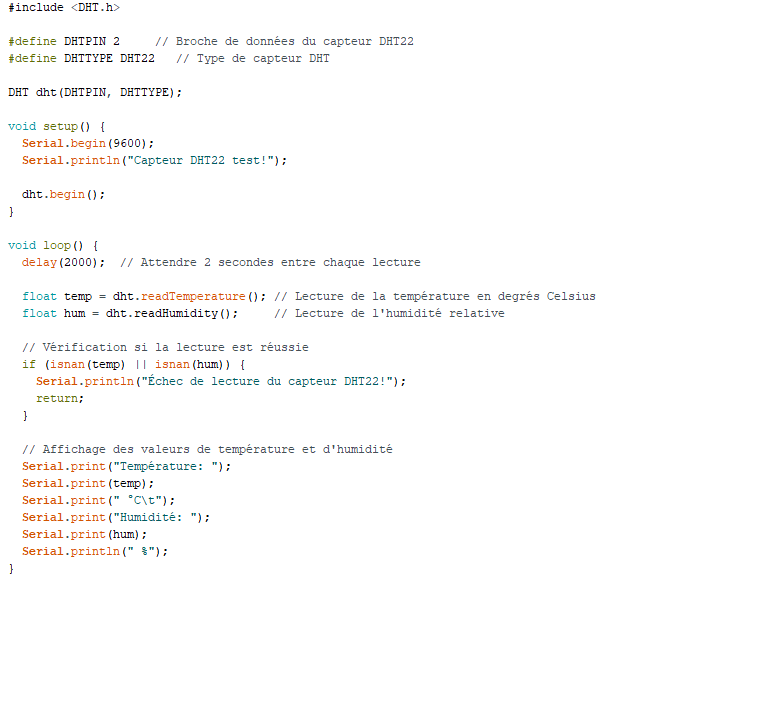 #include <DHT.h>
#define DHTPIN 2     // Broche de données du capteur DHT22
#define DHTTYPE DHT22   // Type de capteur DHT
DHT dht(DHTPIN, DHTTYPE);
void setup() {
  Serial.begin(9600);
  Serial.println("Capteur DHT22 test!");
  dht.begin();
}
void loop() {
  delay(2000);  // Attendre 2 secondes entre chaque lecture
  float temp = dht.readTemperature(); // Lecture de la température en degrés Celsius
  float hum = dht.readHumidity();     // Lecture de l'humidité relative
  // Vérification si la lecture est réussie
  if (isnan(temp) || isnan(hum)) {
    Serial.println("Échec de lecture du capteur DHT22!");
    return;
  }
  // Affichage des valeurs de température et d'humidité
  Serial.print("Température: ");
  Serial.print(temp);
  Serial.print(" °C\t");
  Serial.print("Humidité: ");
  Serial.print(hum);
  Serial.println(" %");
}